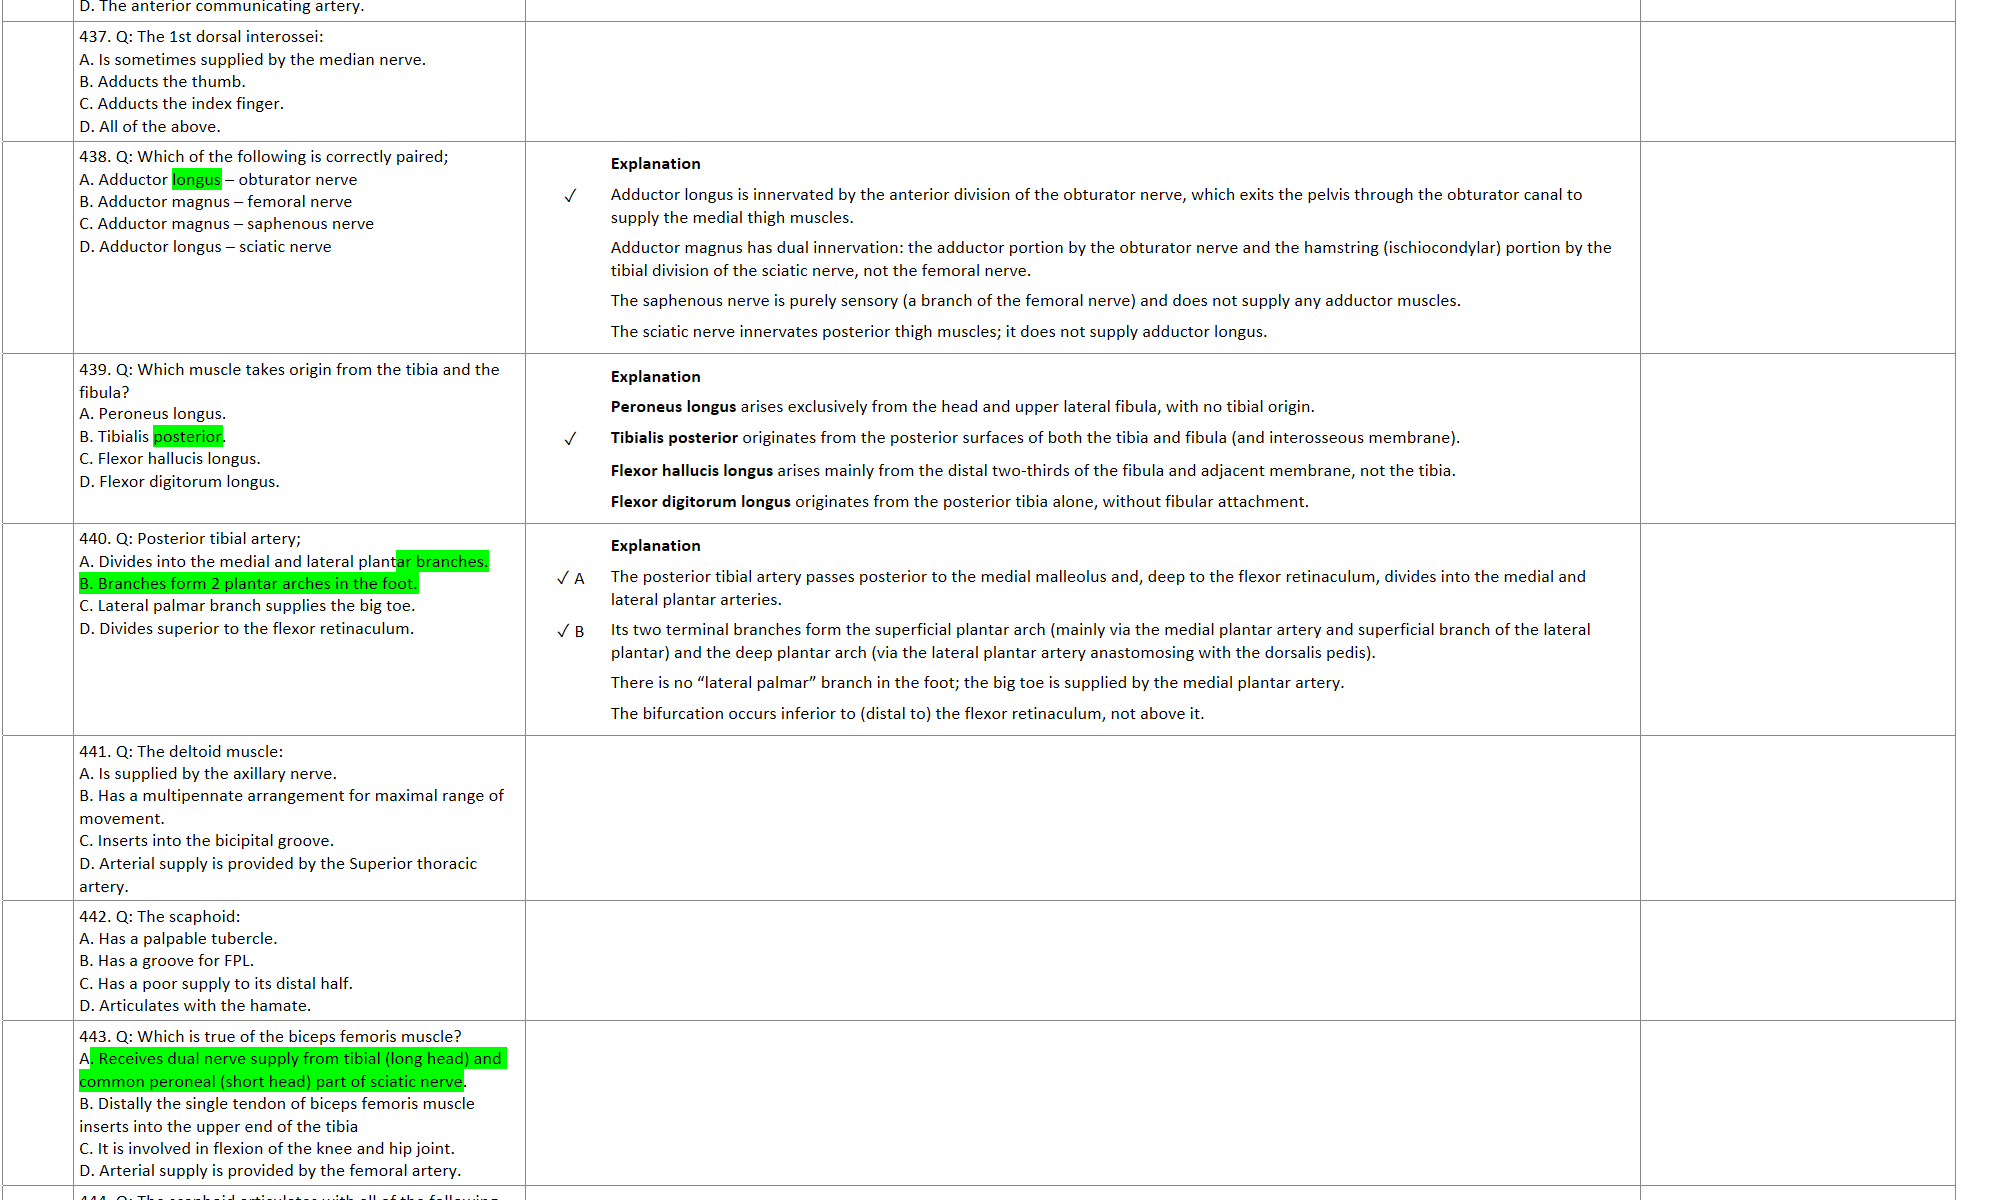 D. The anterior communicating artery.
437. Q: The 1st dorsal interossei:
A. Is sometimes supplied by the median nerve.
B. Adducts the thumb.
C. Adducts the index finger.
D. All of the above.
438. Q: Which of the following is correctly paired;
A. Adductor longus – obturator nerve
B. Adductor magnus – femoral nerve
C. Adductor magnus – saphenous nerve
D. Adductor longus – sciatic nerve
Explanation
✓ Adductor longus is innervated by the anterior division of the obturator nerve, which exits the pelvis through the obturator canal to
supply the medial thigh muscles.
Adductor magnus has dual innervation: the adductor portion by the obturator nerve and the hamstring (ischiocondylar) portion by the
tibial division of the sciatic nerve, not the femoral nerve.
The saphenous nerve is purely sensory (a branch of the femoral nerve) and does not supply any adductor muscles.
The sciatic nerve innervates posterior thigh muscles; it does not supply adductor longus.
439. Q: Which muscle takes origin from the tibia and the
fibula?
A. Peroneus longus.
B. Tibialis posterior.
C. Flexor hallucis longus.
D. Flexor digitorum longus.
Explanation
Peroneus longus arises exclusively from the head and upper lateral fibula, with no tibial origin.
✓ Tibialis posterior originates from the posterior surfaces of both the tibia and fibula (and interosseous membrane).
Flexor hallucis longus arises mainly from the distal two-thirds of the fibula and adjacent membrane, not the tibia.
Flexor digitorum longus originates from the posterior tibia alone, without fibular attachment.
440. Q: Posterior tibial artery;
A. Divides into the medial and lateral plantar branches.
B. Branches form 2 plantar arches in the foot.
C. Lateral palmar branch supplies the big toe.
D. Divides superior to the flexor retinaculum.
Explanation
✓ A The posterior tibial artery passes posterior to the medial malleolus and, deep to the flexor retinaculum, divides into the medial and
lateral plantar arteries.
✓ B Its two terminal branches form the superficial plantar arch (mainly via the medial plantar artery and superficial branch of the lateral
plantar) and the deep plantar arch (via the lateral plantar artery anastomosing with the dorsalis pedis).
There is no “lateral palmar” branch in the foot; the big toe is supplied by the medial plantar artery.
The bifurcation occurs inferior to (distal to) the flexor retinaculum, not above it.
441. Q: The deltoid muscle:
A. Is supplied by the axillary nerve.
B. Has a multipennate arrangement for maximal range of
movement.
C. Inserts into the bicipital groove.
D. Arterial supply is provided by the Superior thoracic
artery.
442. Q: The scaphoid:
A. Has a palpable tubercle.
B. Has a groove for FPL.
C. Has a poor supply to its distal half.
D. Articulates with the hamate.
443. Q: Which is true of the biceps femoris muscle?
A. Receives dual nerve supply from tibial (long head) and
common peroneal (short head) part of sciatic nerve.
B. Distally the single tendon of biceps femoris muscle
inserts into the upper end of the tibia
C. It is involved in flexion of the knee and hip joint.
D. Arterial supply is provided by the femoral artery.
444. Q: The scaphoid articulates with all of the following